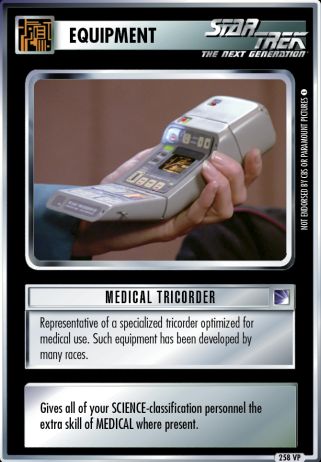 EQUIPMENT
STAR TREK
THE NEXT GENERATION
NOT ENDORSED BY CBS OR PARAMOUNT PICTURES
MEDICAL TRICORDER
Representative of a specialized tricorder optimized for
medical use. Such equipment has been developed by
many races.
Gives all of your SCIENCE-classification personnel the
extra skill of MEDICAL where present.
258 VP